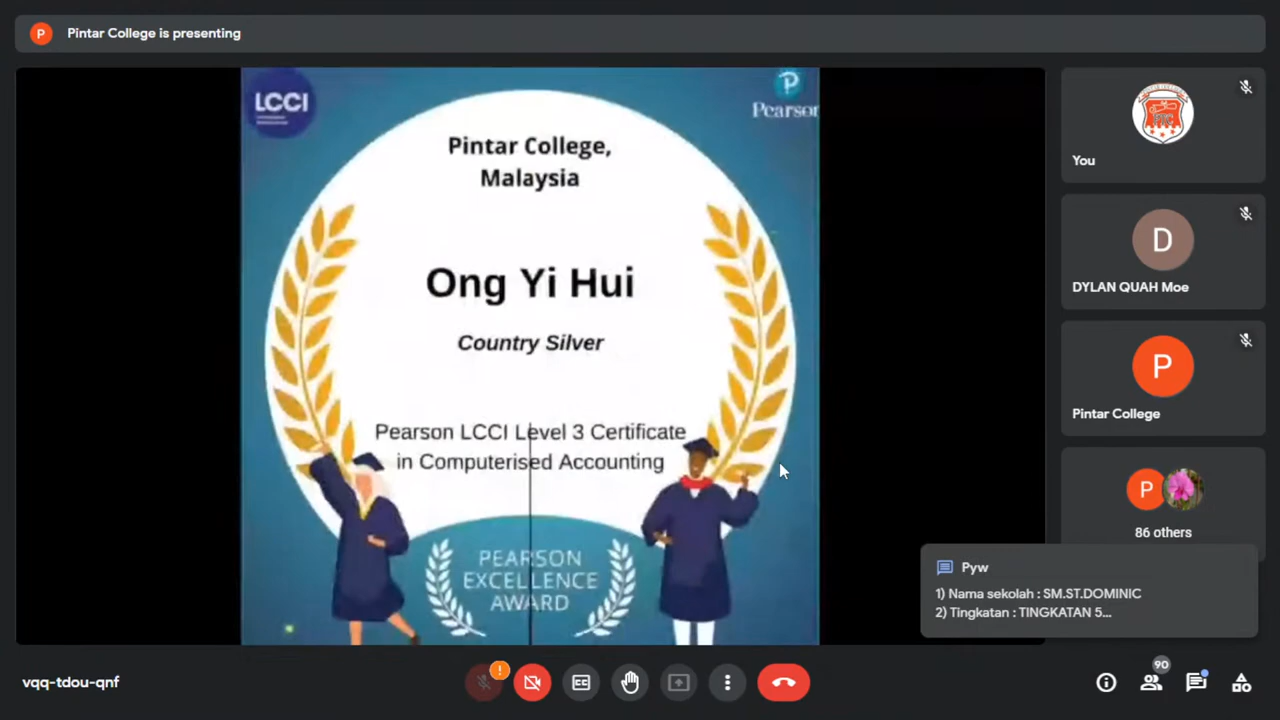 P
Pintar College is presenting
LCCI
Pearson
Pintar College,
Malaysia
Ong Yi Hui
Country Silver
Pearson LCCI Level 3 Certificate
in Computerised Accounting
PEARSON
EXCELLENCE
AWARD
You
D
DYLAN QUAH Moe
P
Pintar College
P
86 others
Pyw
1) Nama sekolah : SM.ST.DOMINIC
2) Tingkatan : TINGKATAN 5...
vqq-tdou-qnf
!
CC
90